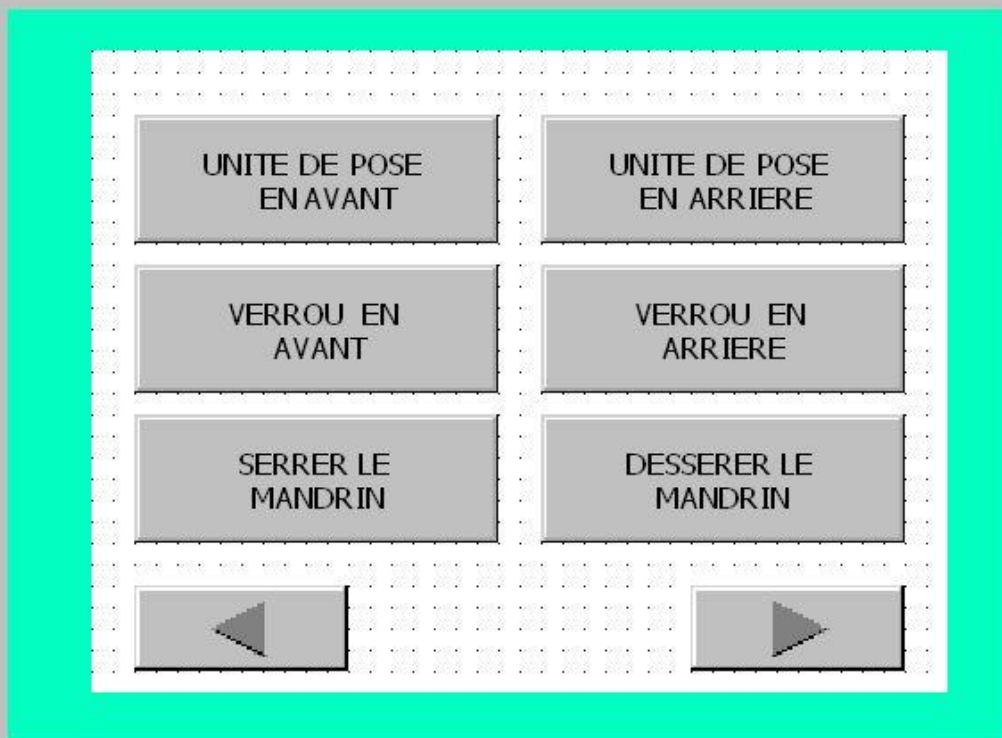 UNITE DE POSE
EN AVANT
UNITE DE POSE
EN ARRIERE
VERROU EN
AVANT
VERROU EN
ARRIERE
SERRER LE
MANDRIN
DESSERER LE
MANDRIN